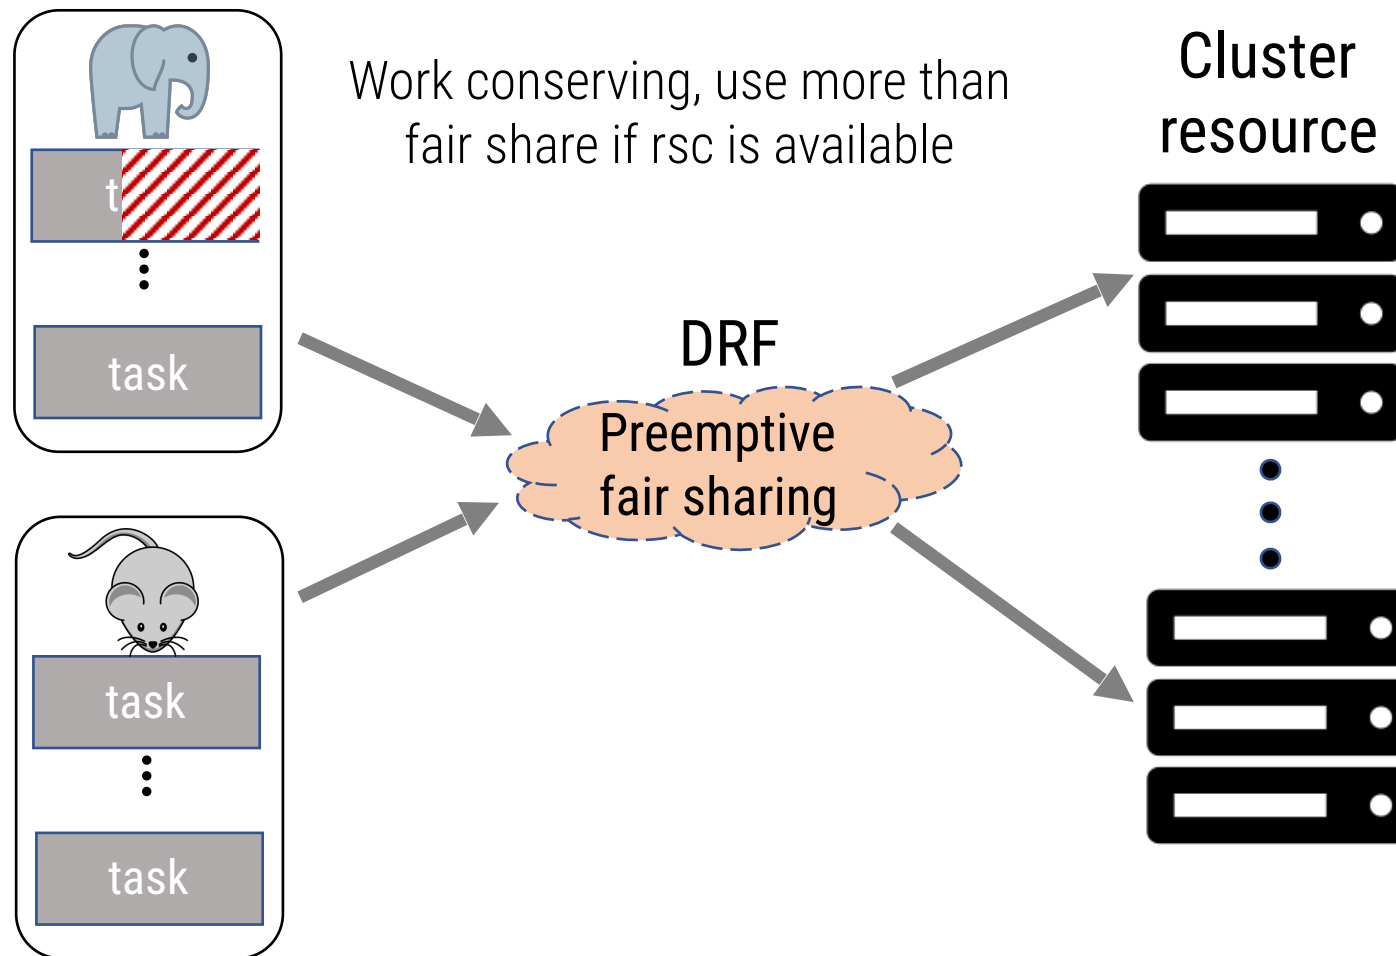 Work conserving, use more than
fair share if rsc is available
Cluster
resource
t
task
DRF
Preemptive
fair sharing
task
task